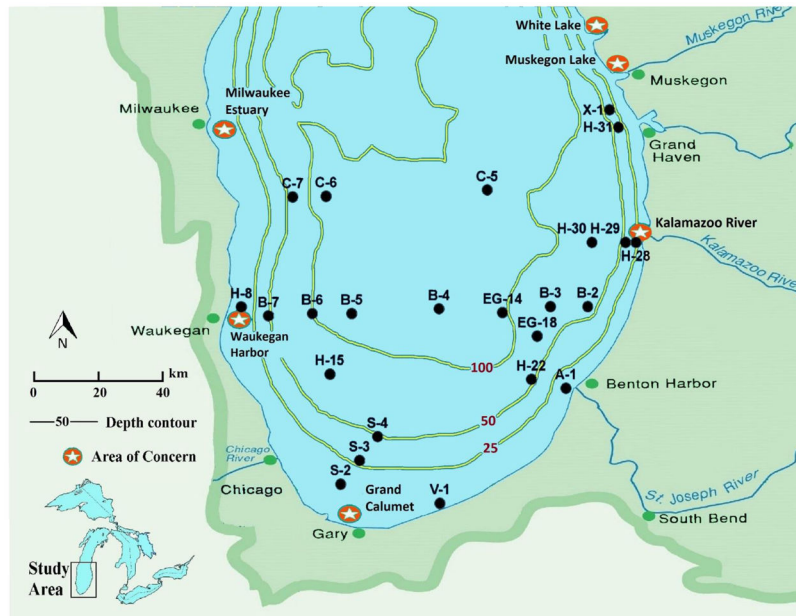 White Lake
Muskegon River
Muskegon Lake
Muskegon
Milwaukee
Estuary
Milwaukee
X-1
H-31
Grand
Haven
C-7
C-6
C-5
Kalamazoo River
H-30
H-29
H-28
Kalamazoo River
H-8
B-7
B-6
B-5
B-4
EG-14
B-3
B-2
Waukegan
Waukegan
Harbor
EG-18
N
H-15
100
H-22
A-1
Benton Harbor
km
0
10
20
40
50
Depth contour
S-4
50
25
Area of Concern
Chicago
River
S-3
Chicago
S-2
Grand
Calumet
V-1
St. Joseph River
Gary
South Bend
Study
Area